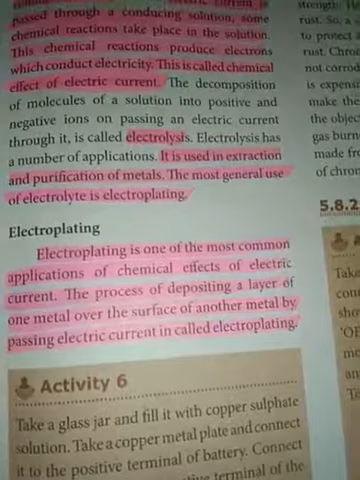 passed through a conducting solution, some
chemical reactions take place in the solution.
This chemical reactions produce electrons
which conduct electricity. This is called chemical
effect of electric current. The decomposition
of molecules of a solution into positive and
negative ions on passing an electric current
through it, is called electrolysis. Electrolysis has
a number of applications. It is used in extraction
and purification of metals. The most general use
of electrolyte is electroplating.
Electroplating
Electroplating is one of the most common
applications of chemical effects of electric
current. The process of depositing a layer of
one metal over the surface of another metal by
passing electric current in called electroplating.
Activity 6
Take a glass jar and fill it with copper sulphate
solution. Take a copper metal plate and connect
it to the positive terminal of battery. Connect
terminal of the
rust. So, a
to protect
rust. Chro
not corrod
is expensi
make the
the object
gas burn
made fro
of chron
5.8.2
Take
cou
sho
'OF
me
an
Te